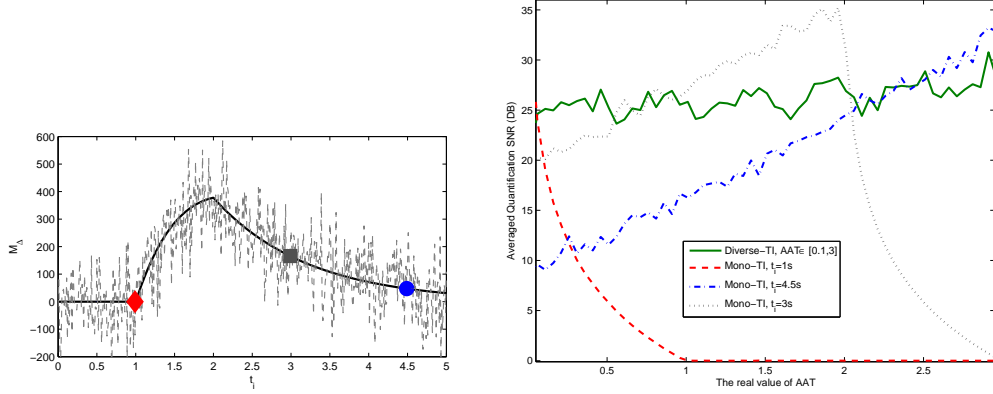 600
500
400
300
200
100
0
−100
−200
0 0.5 1 1.5 2 2.5 3 3.5 4 4.5 5
M_Δ
t_i
35
30
25
20
15
10
5
0
0.5 1 1.5 2 2.5
Averaged Quantification SNR (DB)
The real value of AAT
Diverse−TI, AAT∈ [0.1,3]
Mono−TI, t_i=1s
Mono−TI, t_i=4.5s
Mono−TI, t_i=3s